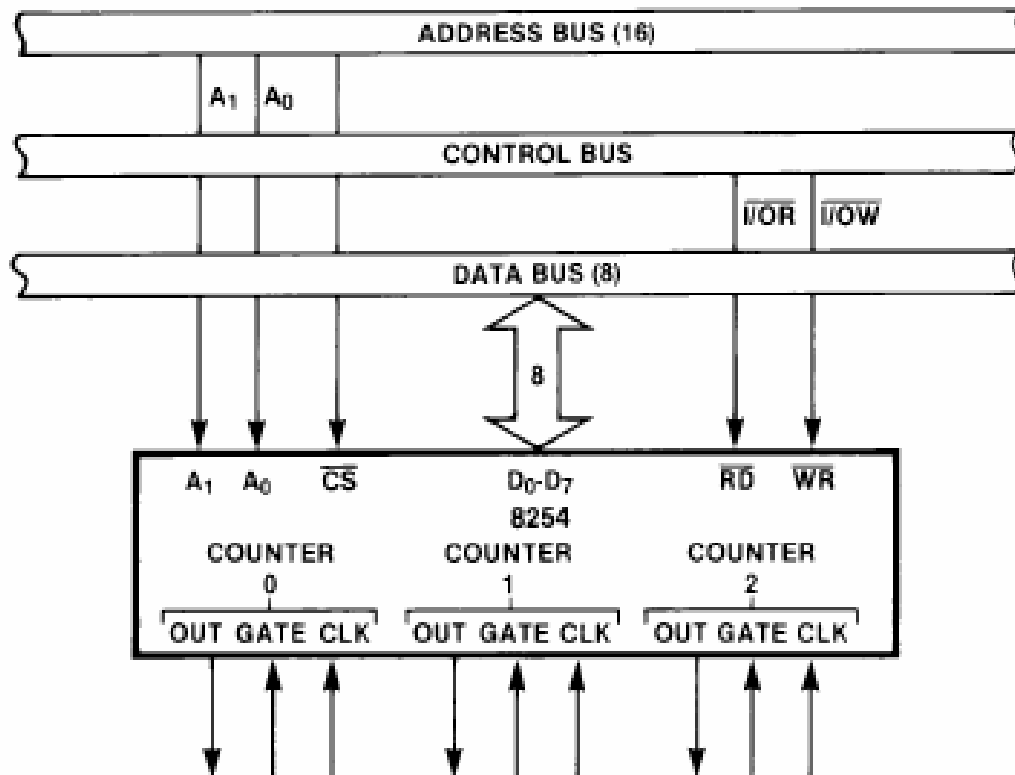 ADDRESS BUS (16)
A1 A0
CONTROL BUS
I/OR I/OW
DATA BUS (8)
8
A1 A0 CS D0-D7 RD WR
8254
COUNTER COUNTER COUNTER
0 1 2
OUT GATE CLK OUT GATE CLK OUT GATE CLK